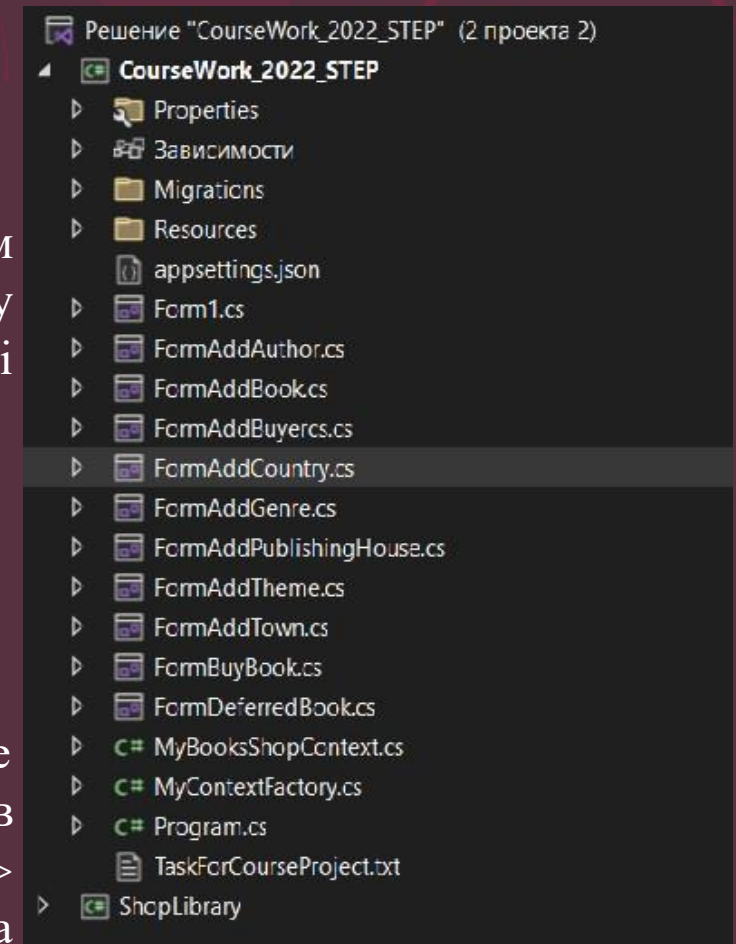 Решение "CourseWork_2022_STEP" (2 проекта 2)
CourseWork_2022_STEP
Properties
Зависимости
Migrations
Resources
appsettings.json
Form1.cs
FormAddAuthor.cs
FormAddBook.cs
FormAddBuyercs.cs
FormAddCountry.cs
FormAddGenre.cs
FormAddPublishingHouse.cs
FormAddTheme.cs
FormAddTown.cs
FormBuyBook.cs
FormDeferredBook.cs
C# MyBooksShopContext.cs
C# MyContextFactory.cs
C# Program.cs
TaskForCourseProject.txt
ShopLibrary
у
і
е
в
>
а